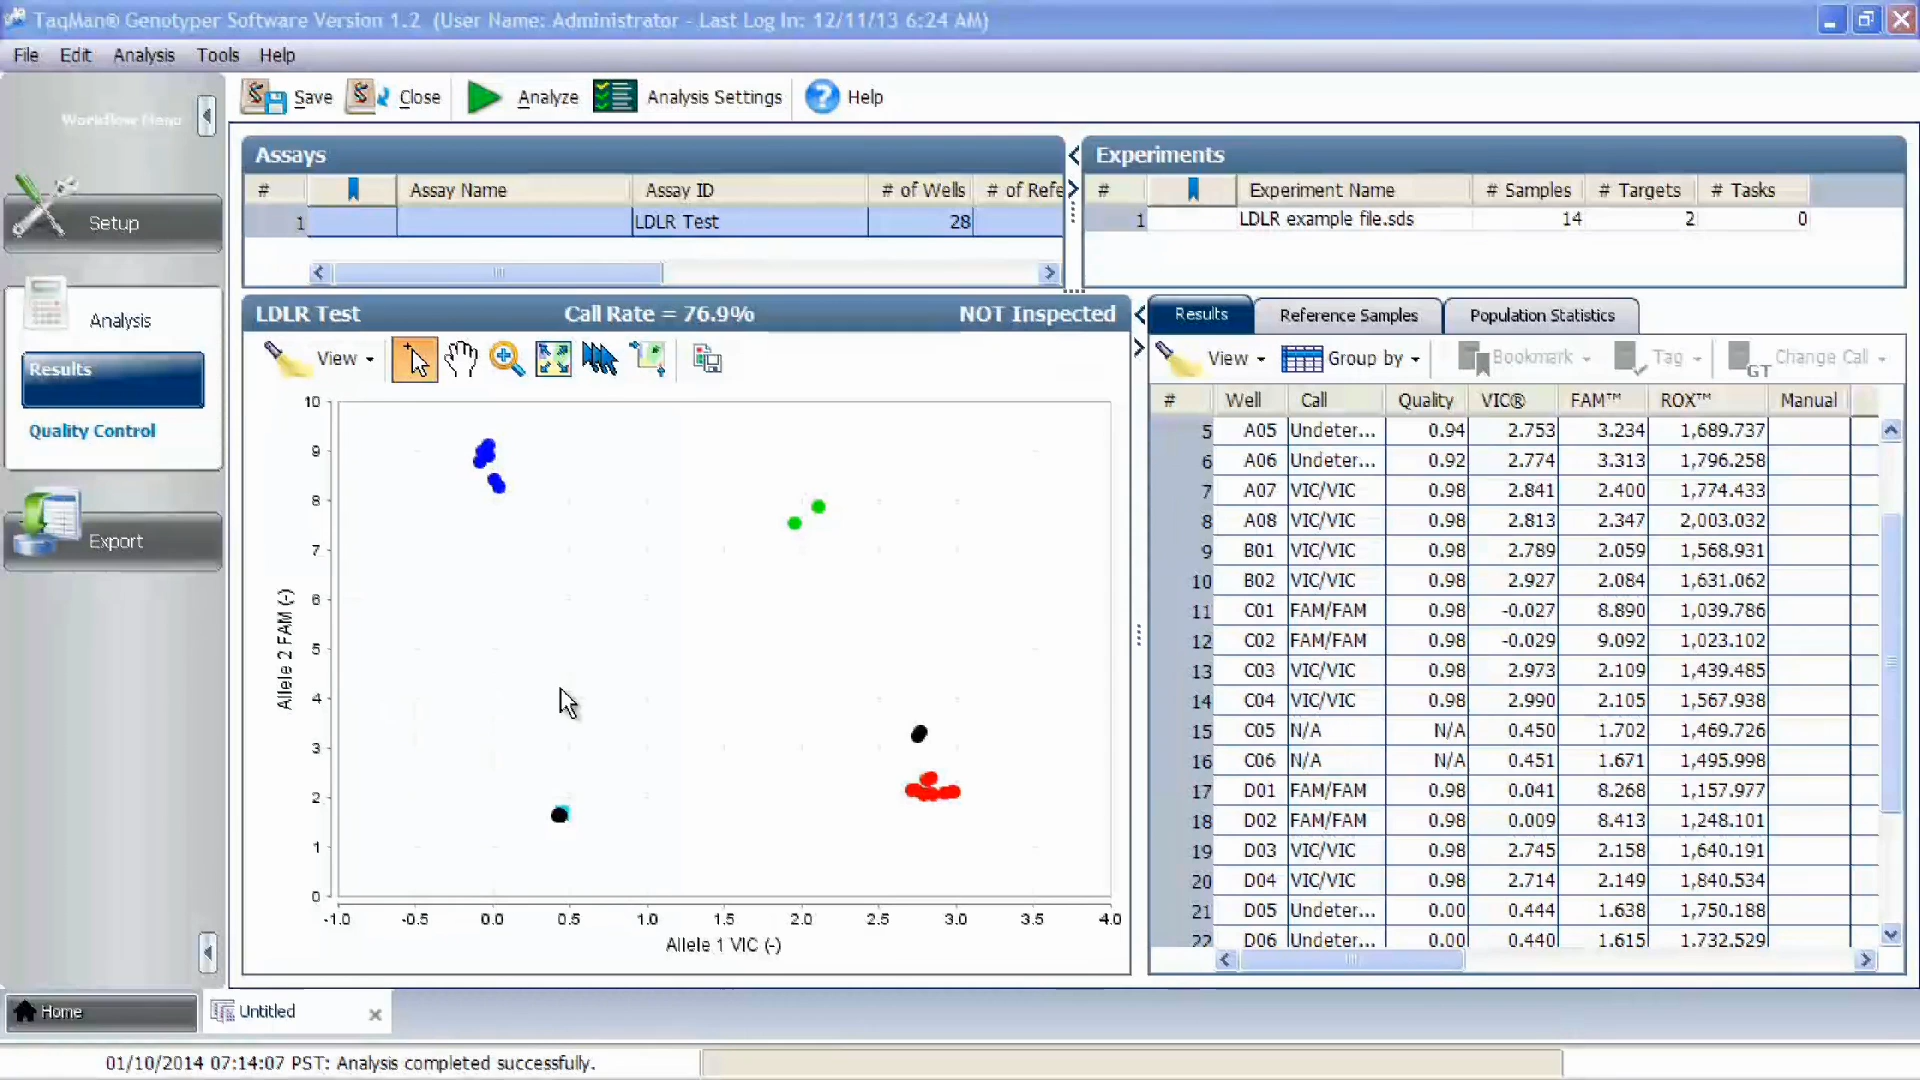 TaqMan® Genotyper Software Version 1.2 (User Name: Administrator - Last Log In: 12/11/13 6:24 AM)
File Edit Analysis Tools Help
Workflow Menu
Save Close Analyze Analysis Settings Help
Setup
Analysis
Results
Quality Control
Export
Assays
# Assay Name Assay ID # of Wells # of Refe
1 LDLR Test 28
Experiments
# Experiment Name # Samples # Targets # Tasks
1 LDLR example file.sds 14 2 0
LDLR Test Call Rate = 76.9% NOT Inspected
View
10
9
8
7
6
5
4
3
2
1
0
Allele 2 FAM (-)
-1.0 -0.5 0.0 0.5 1.0 1.5 2.0 2.5 3.0 3.5 4.0
Allele 1 VIC (-)
Results Reference Samples Population Statistics
View Group by Bookmark Tag GT Change Call
# Well Call Quality VIC® FAM™ ROX™ Manual
5 A05 Undeter... 0.94 2.753 3.234 1,689.737
6 A06 Undeter... 0.92 2.774 3.313 1,796.258
7 A07 VIC/VIC 0.98 2.841 2.400 1,774.433
8 A08 VIC/VIC 0.98 2.813 2.347 2,003.032
9 B01 VIC/VIC 0.98 2.789 2.059 1,568.931
10 B02 VIC/VIC 0.98 2.927 2.084 1,631.062
11 C01 FAM/FAM 0.98 -0.027 8.890 1,039.786
12 C02 FAM/FAM 0.98 -0.029 9.092 1,023.102
13 C03 VIC/VIC 0.98 2.973 2.109 1,439.485
14 C04 VIC/VIC 0.98 2.990 2.105 1,567.938
15 C05 N/A N/A 0.450 1.702 1,469.726
16 C06 N/A N/A 0.451 1.671 1,495.998
17 D01 FAM/FAM 0.98 0.041 8.268 1,157.977
18 D02 FAM/FAM 0.98 0.009 8.413 1,248.101
19 D03 VIC/VIC 0.98 2.745 2.158 1,640.191
20 D04 VIC/VIC 0.98 2.714 2.149 1,840.534
21 D05 Undeter... 0.00 0.444 1.638 1,750.188
22 D06 Undeter... 0.00 0.440 1.615 1,732.529
Home Untitled
01/10/2014 07:14:07 PST: Analysis completed successfully.